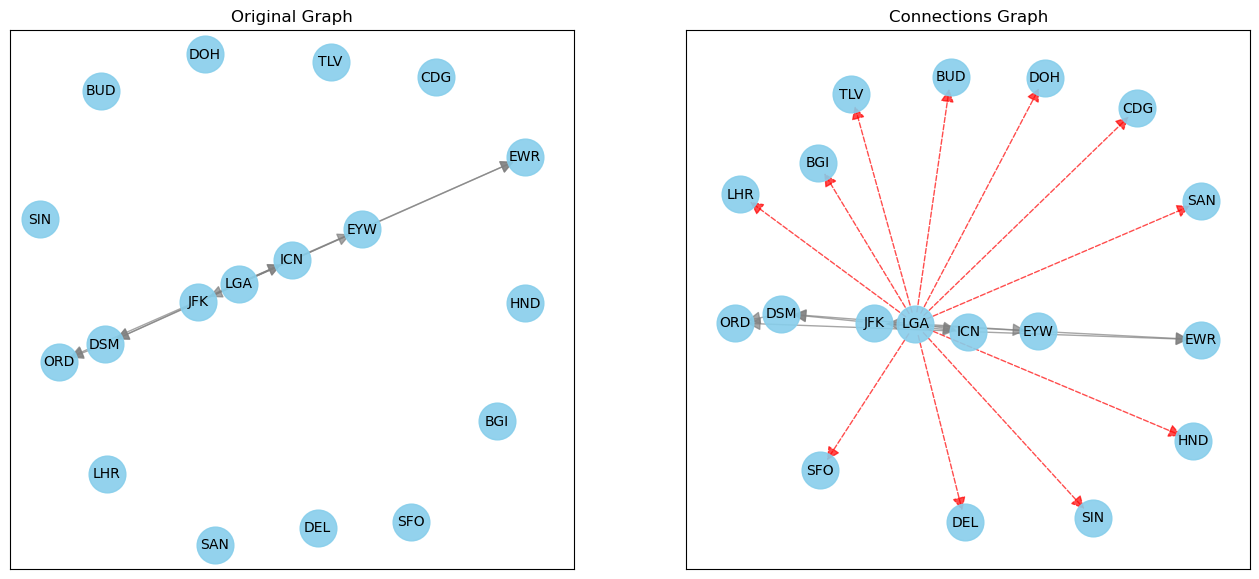 Original Graph
DOH
TLV
CDG
BUD
EWR
SIN
EYW
ICN
LGA
JFK
HND
DSM
ORD
BGI
LHR
SFO
DEL
SAN
Connections Graph
BUD
DOH
TLV
CDG
BGI
LHR
SAN
DSM
ORD
JFK
LGA
ICN
EYW
EWR
HND
SFO
SIN
DEL